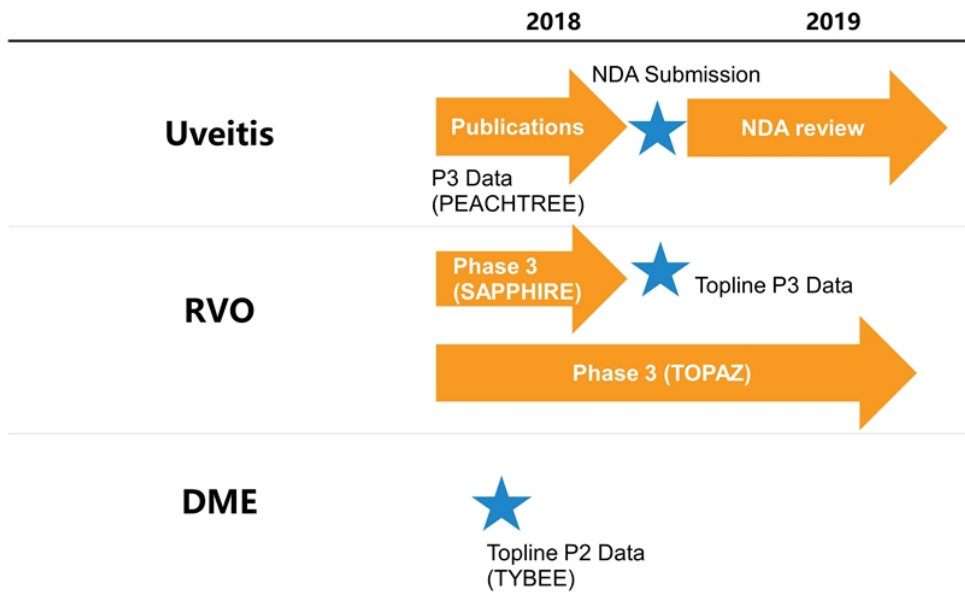 2018 2019
NDA Submission
Uveitis
Publications
NDA review
P3 Data
(PEACHTREE)
RVO
Phase 3
(SAPPHIRE)
Topline P3 Data
Phase 3 (TOPAZ)
DME
Topline P2 Data
(TYBEE)